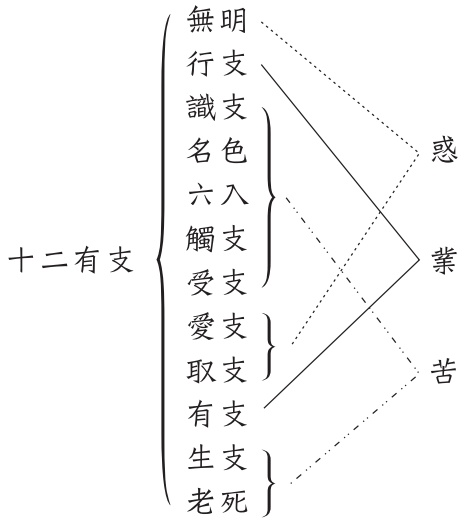 十二有支
無明
行支
識支
名色
六入
觸支
受支
愛支
取支
有支
生支
老死
惑
業
苦